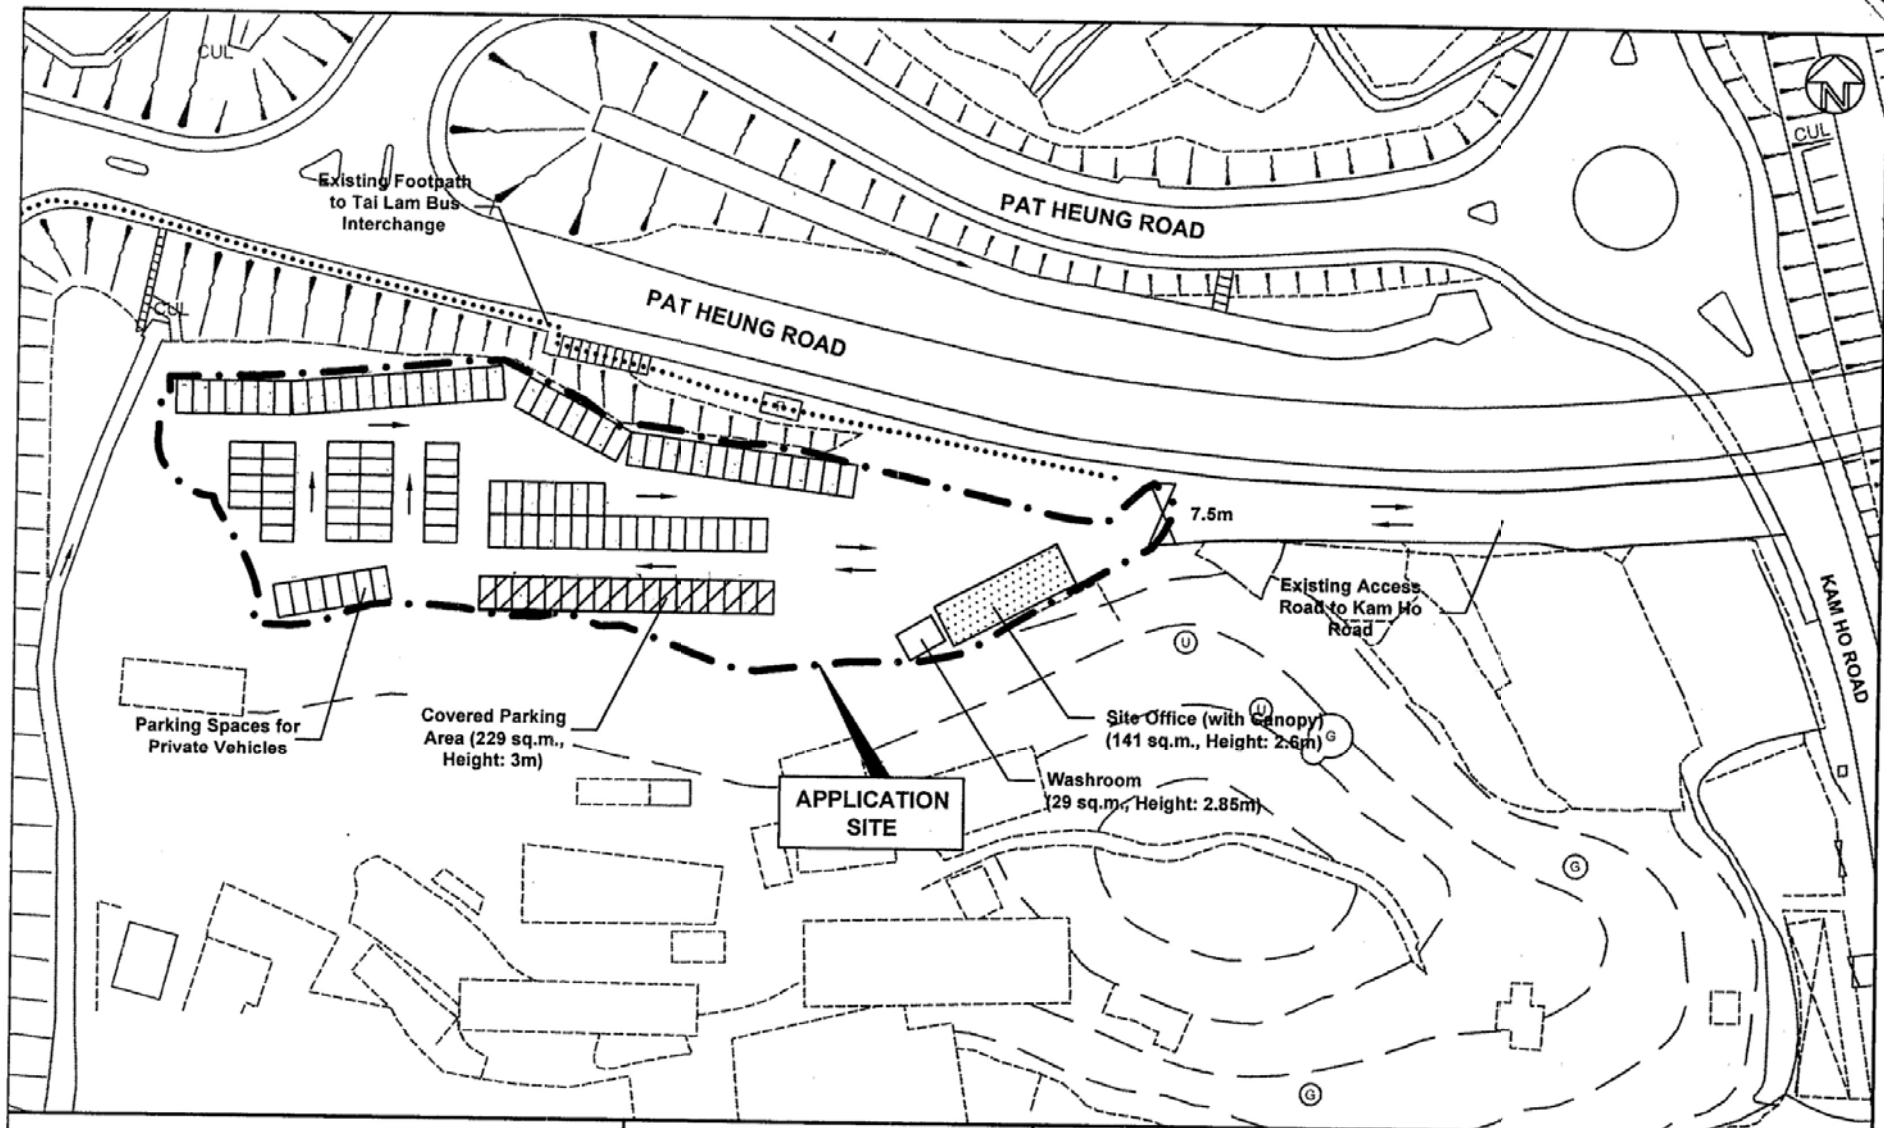 CUL
N
CUL
Existing Footpath
to Tai Lam Bus
Interchange
PAT HEUNG ROAD
PAT HEUNG ROAD
CUL
7.5m
Existing Access
Road to Kam Ho
Road
KAM HO ROAD
U
U
G
Parking Spaces for
Private Vehicles
Covered Parking
Area (229 sq.m.,
Height: 3m)
Site Office (with Canopy)
(141 sq.m., Height: 2.6m)
Washroom
(29 sq.m., Height: 2.85m)
APPLICATION
SITE
G
G